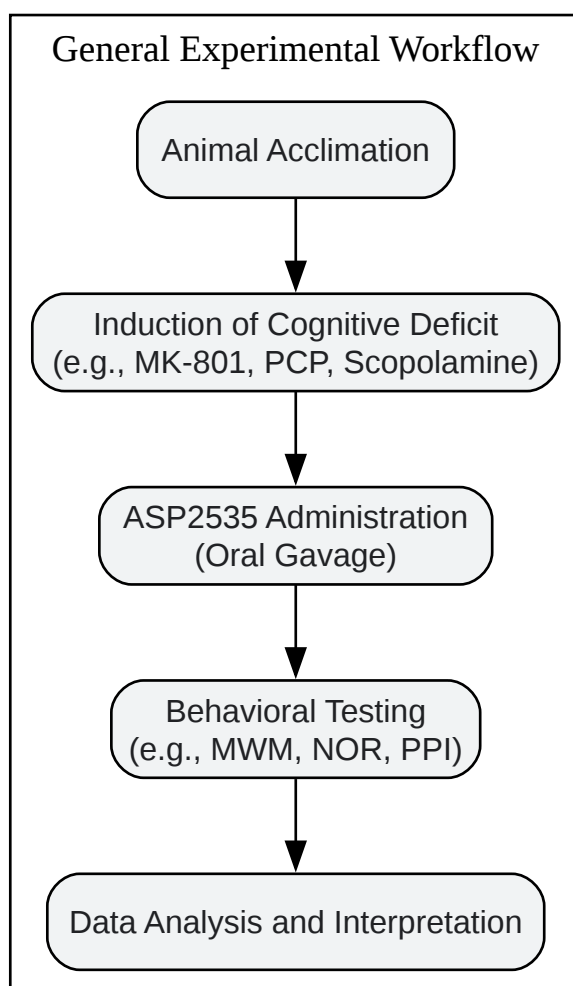 General Experimental Workflow
Animal Acclimation
Induction of Cognitive Deficit
(e.g., MK-801, PCP, Scopolamine)
ASP2535 Administration
(Oral Gavage)
Behavioral Testing
(e.g., MWM, NOR, PPI)
Data Analysis and Interpretation